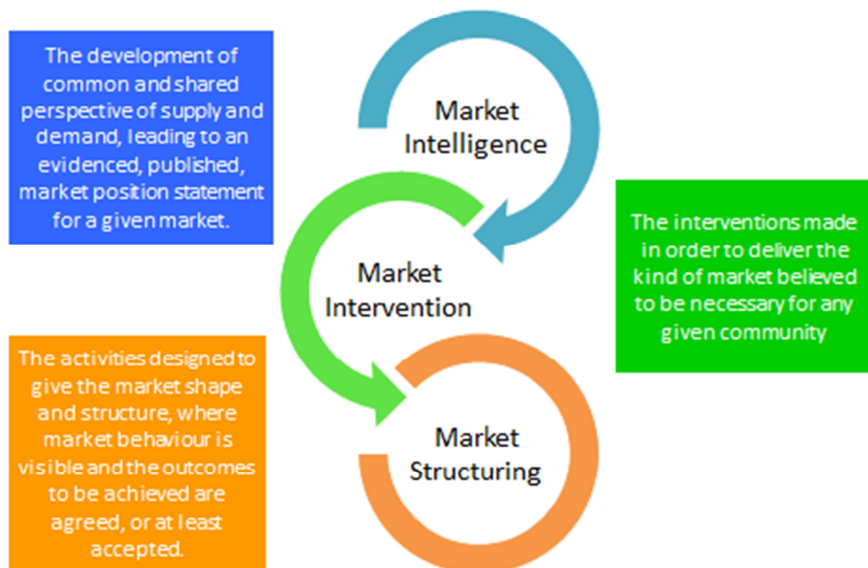 The development of
common and shared
perspective of supply and
demand, leading to an
evidenced, published,
market position statement
for a given market.
Market
Intelligence
The interventions made
in order to deliver the
kind of market believed
to be necessary for any
given community
Market
Intervention
The activities designed to
give the market shape
and structure, where
market behaviour is
visible and the outcomes
to be achieved are
agreed, or at least
accepted.
Market
Structuring